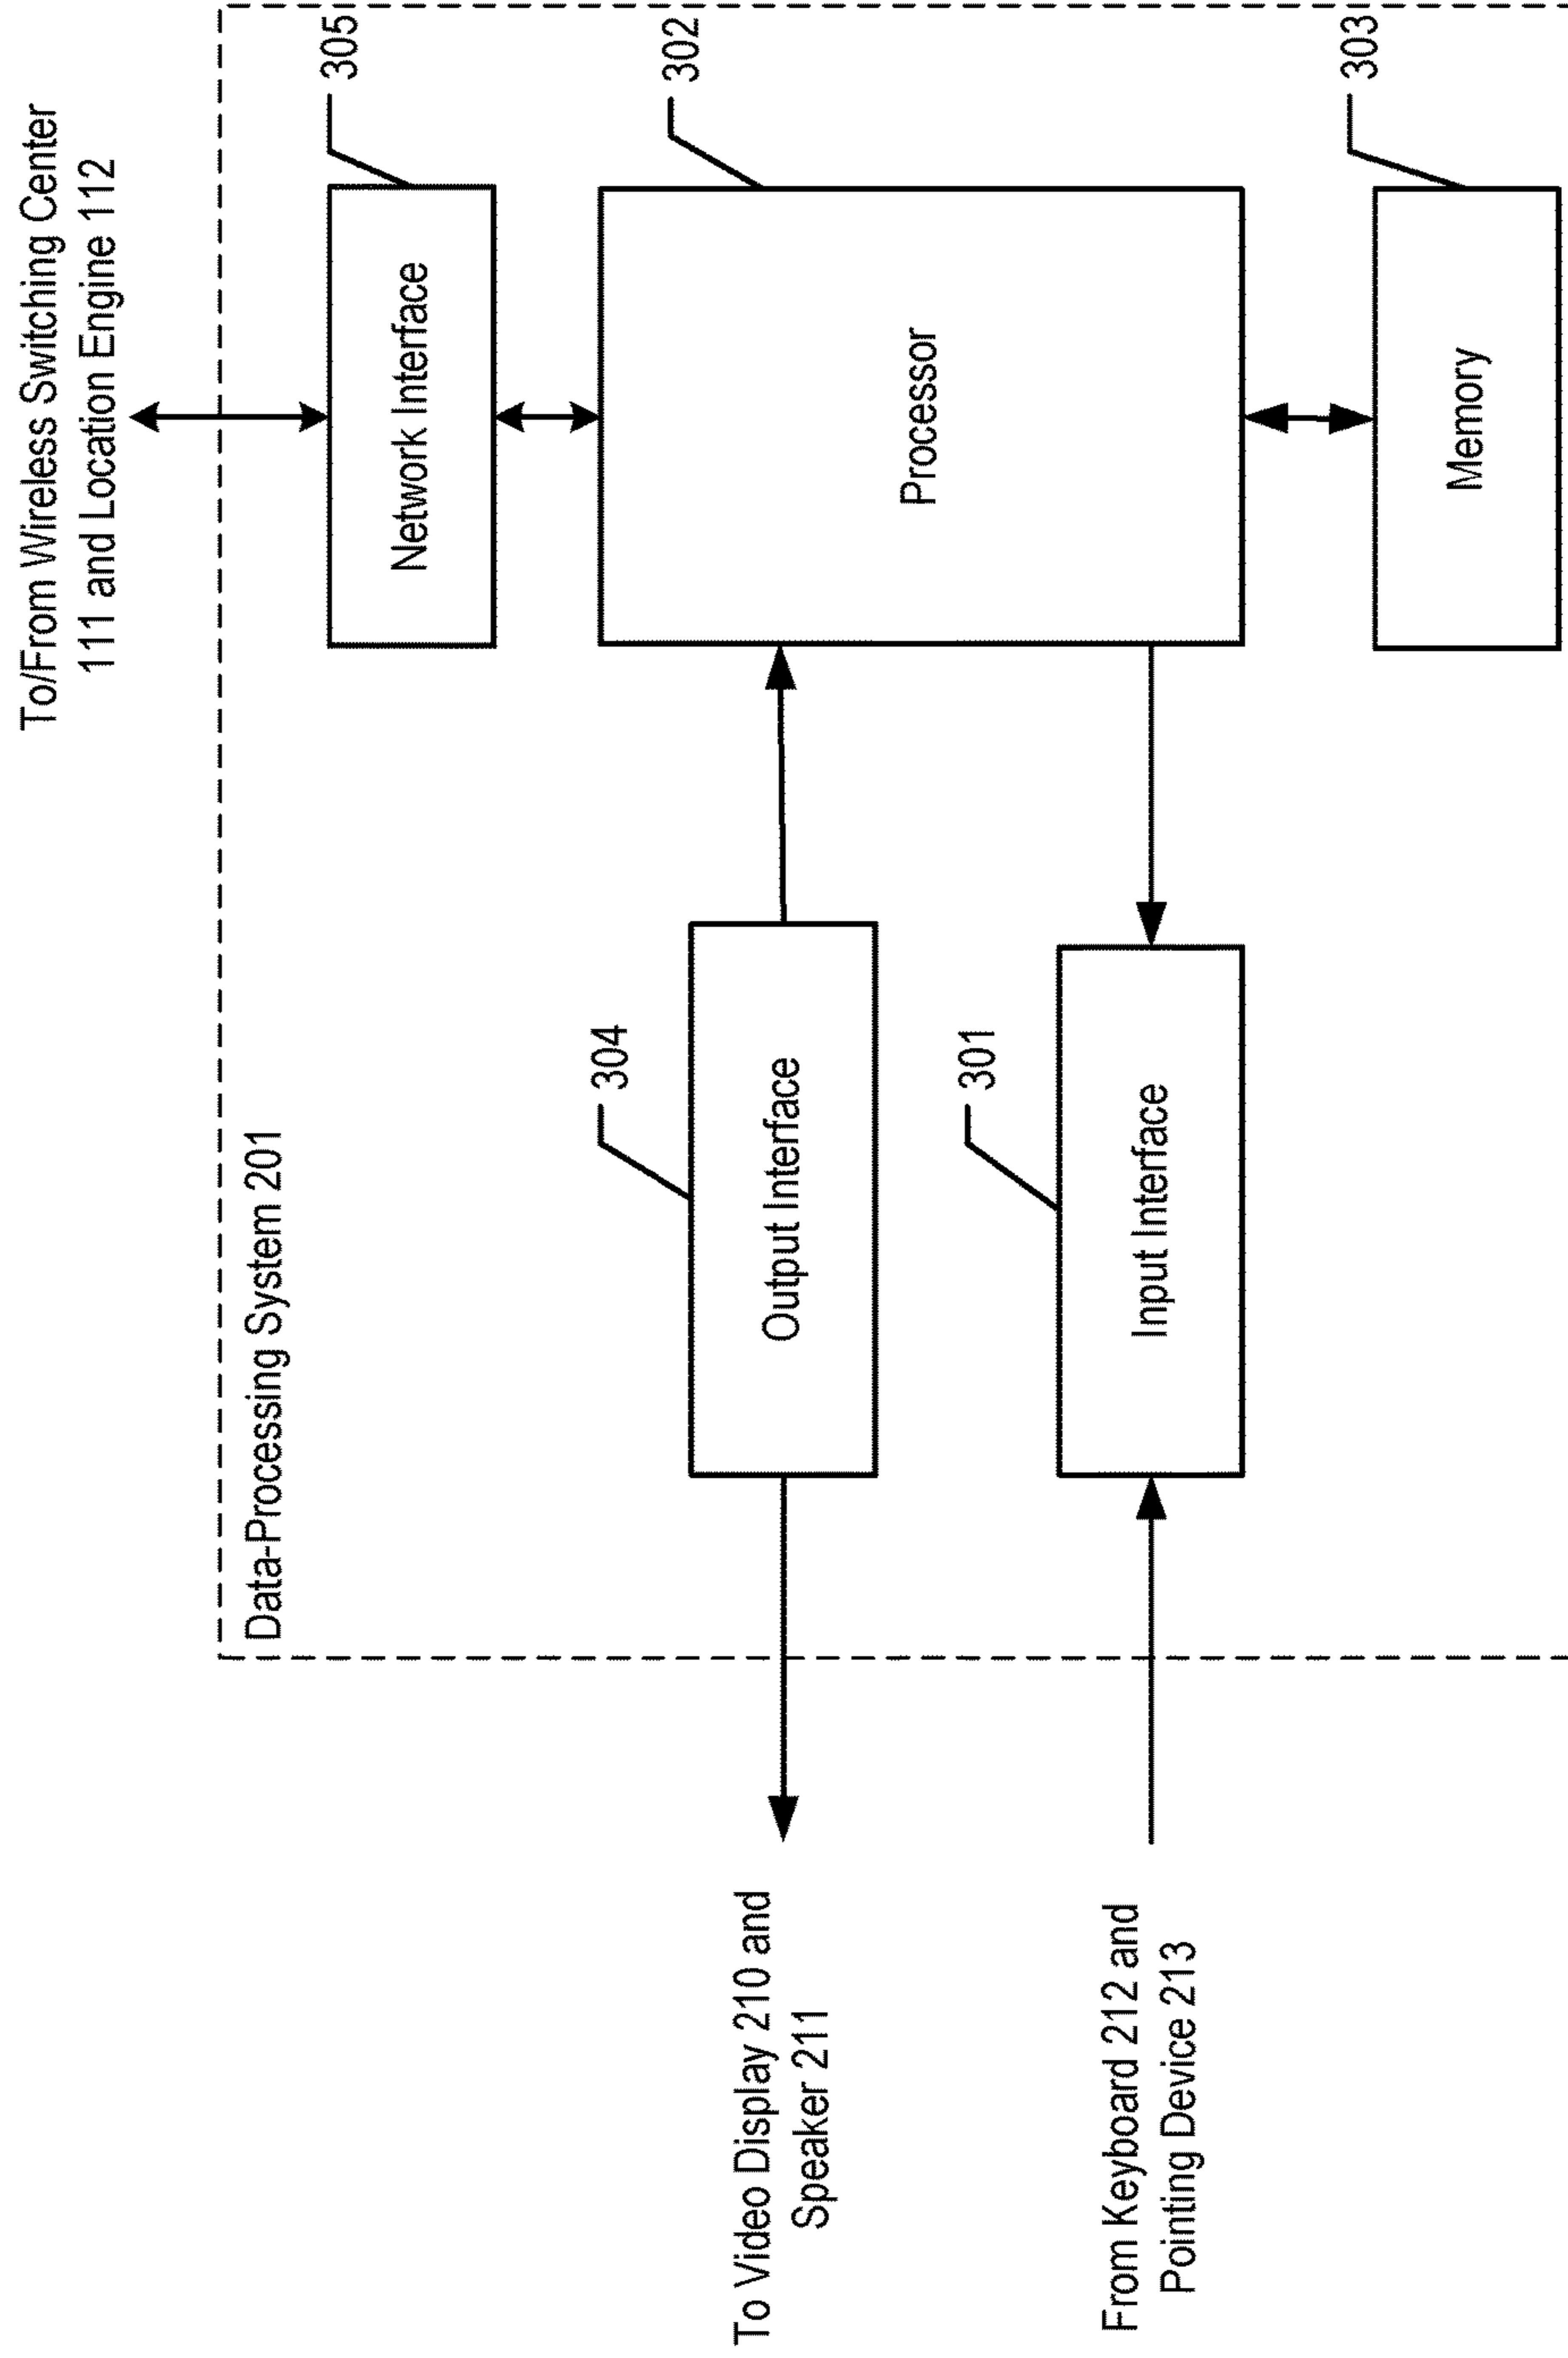 To/From Wireless Switching Center
111 and Location Engine 112
Data-Processing System 201
305
Network Interface
302
Processor
303
Memory
304
Output Interface
301
Input Interface
To Video Display 210 and
Speaker 211
From Keyboard 212 and
Pointing Device 213